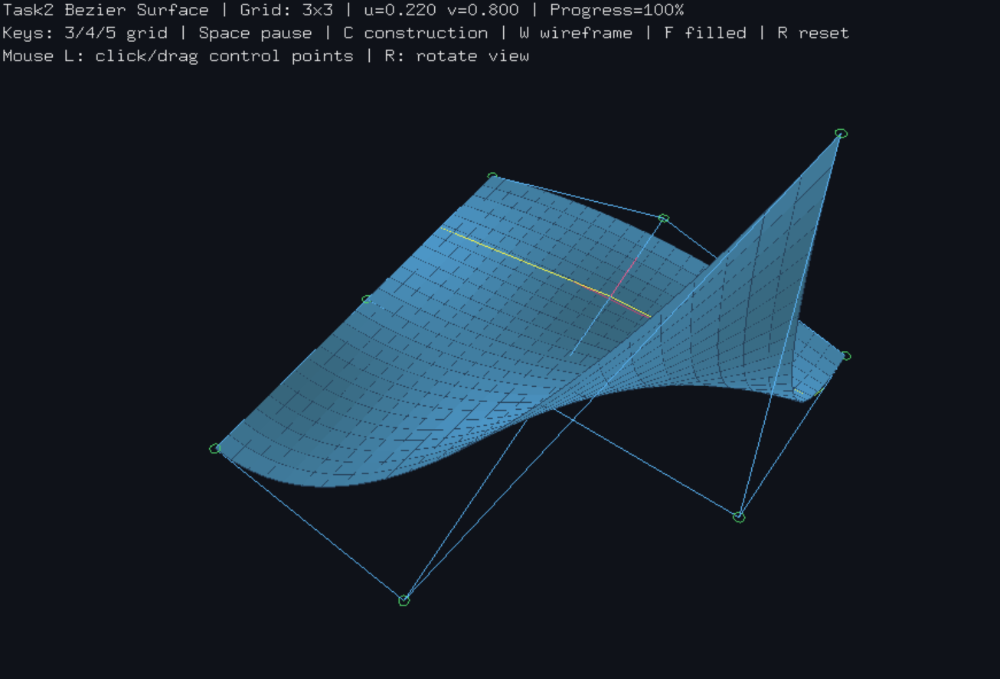 Task2 Bezier Surface | Grid: 3x3 | u=0.220 v=0.800 | Progress=100%
Keys: 3/4/5 grid | Space pause | C construction | W wireframe | F filled | R reset
Mouse L: click/drag control points | R: rotate view